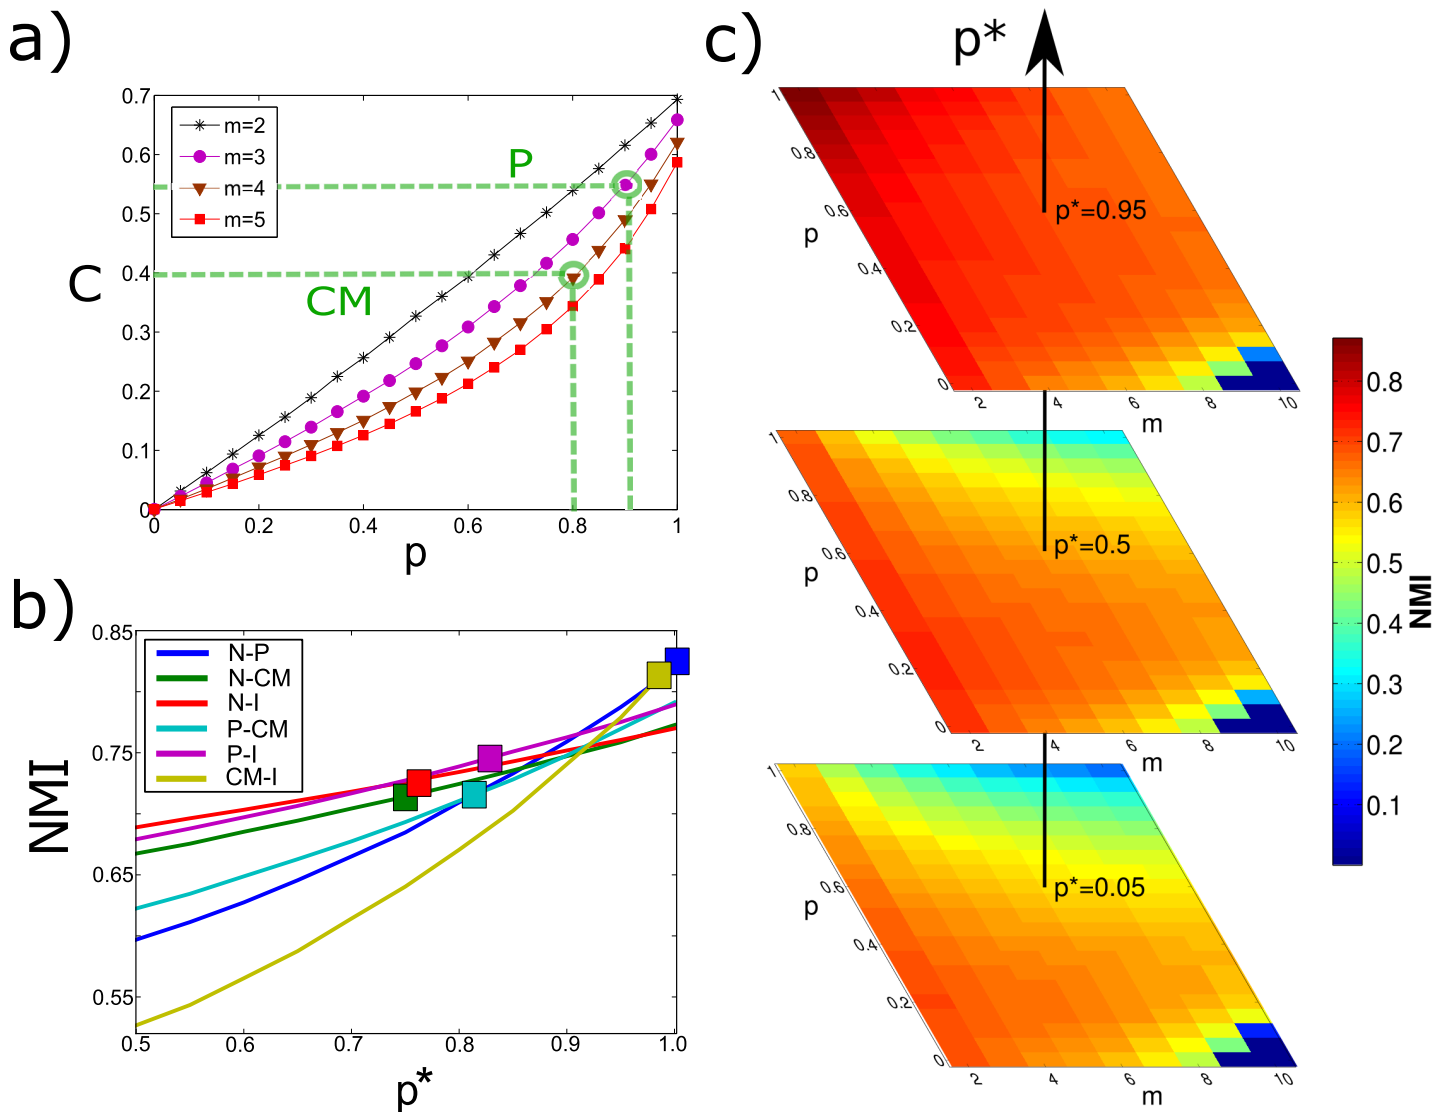 a)
0.7
0.6
0.5
0.4
0.3
0.2
0.1
0
C
m=2
m=3
m=4
m=5
P
CM
0 0.2 0.4 0.6 0.8 1
p
b)
0.85
0.75
0.65
0.55
NMI
N-P
N-CM
N-I
P-CM
P-I
CM-I
0.5 0.6 0.7 0.8 0.9 1.0
p*
c)
p*
1
0.8
0.6
0.4
0.2
0
p
p*=0.95
2 4 6 8 10
m
1
0.8
0.6
0.4
0.2
0
p
p*=0.5
2 4 6 8 10
m
1
0.8
0.6
0.4
0.2
0
p
p*=0.05
2 4 6 8 10
m
0.8
0.7
0.6
0.5
0.4
0.3
0.2
0.1
NMI